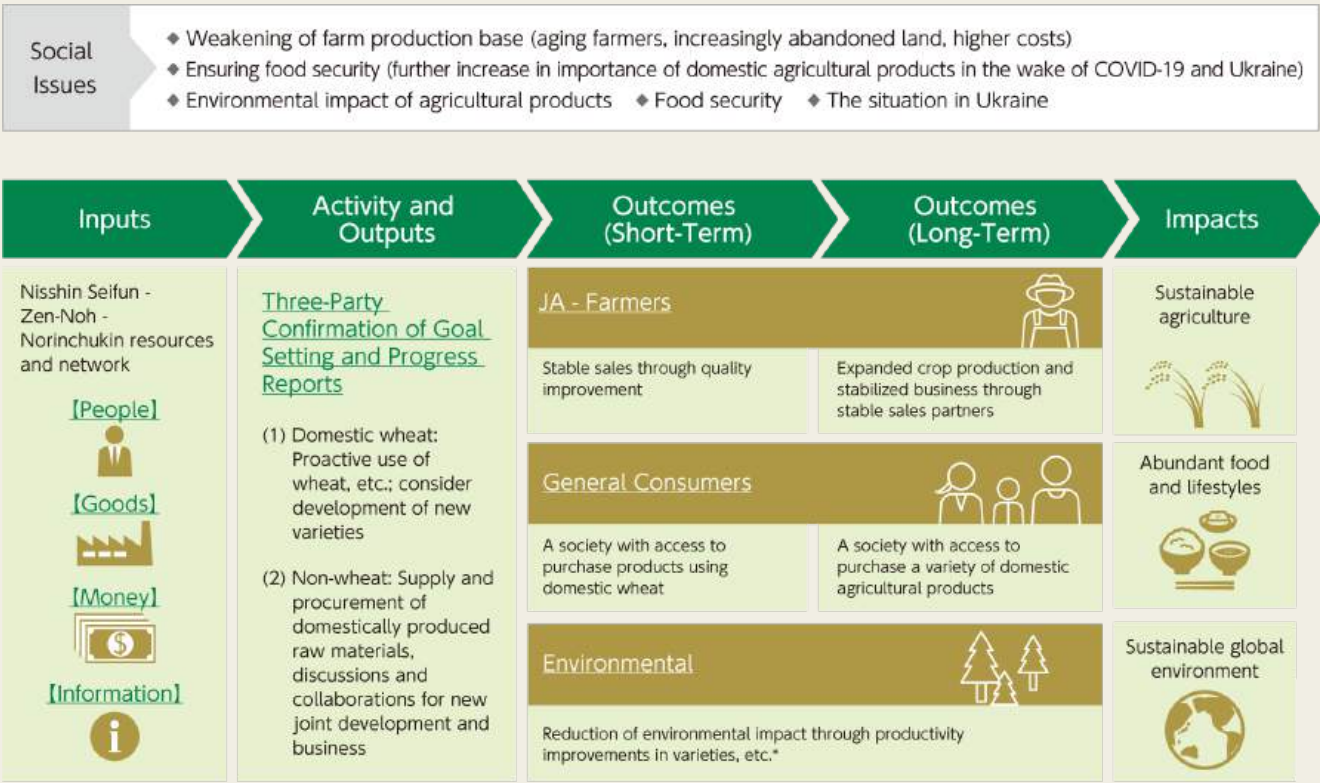 Social
Issues
◆ Weakening of farm production base (aging farmers, increasingly abandoned land, higher costs)
◆ Ensuring food security (further increase in importance of domestic agricultural products in the wake of COVID-19 and Ukraine)
◆ Environmental impact of agricultural products ◆ Food security ◆ The situation in Ukraine
Inputs
Activity and
Outputs
Outcomes
(Short-Term)
Outcomes
(Long-Term)
Impacts
Nisshin Seifun -
Zen-Noh -
Norinchukin resources
and network
【People】
【Goods】
【Money】
$
【Information】
i
Three-Party
Confirmation of Goal
Setting and Progress
Reports
(1) Domestic wheat:
Proactive use of
wheat, etc.; consider
development of new
varieties
(2) Non-wheat: Supply and
procurement of
domestically produced
raw materials,
discussions and
collaborations for new
joint development and
business
JA - Farmers
Stable sales through quality
improvement
Expanded crop production and
stabilized business through
stable sales partners
General Consumers
A society with access to
purchase products using
domestic wheat
A society with access to
purchase a variety of domestic
agricultural products
Environmental
Reduction of environmental impact through productivity
improvements in varieties, etc.*
Sustainable
agriculture
Abundant food
and lifestyles
Sustainable global
environment